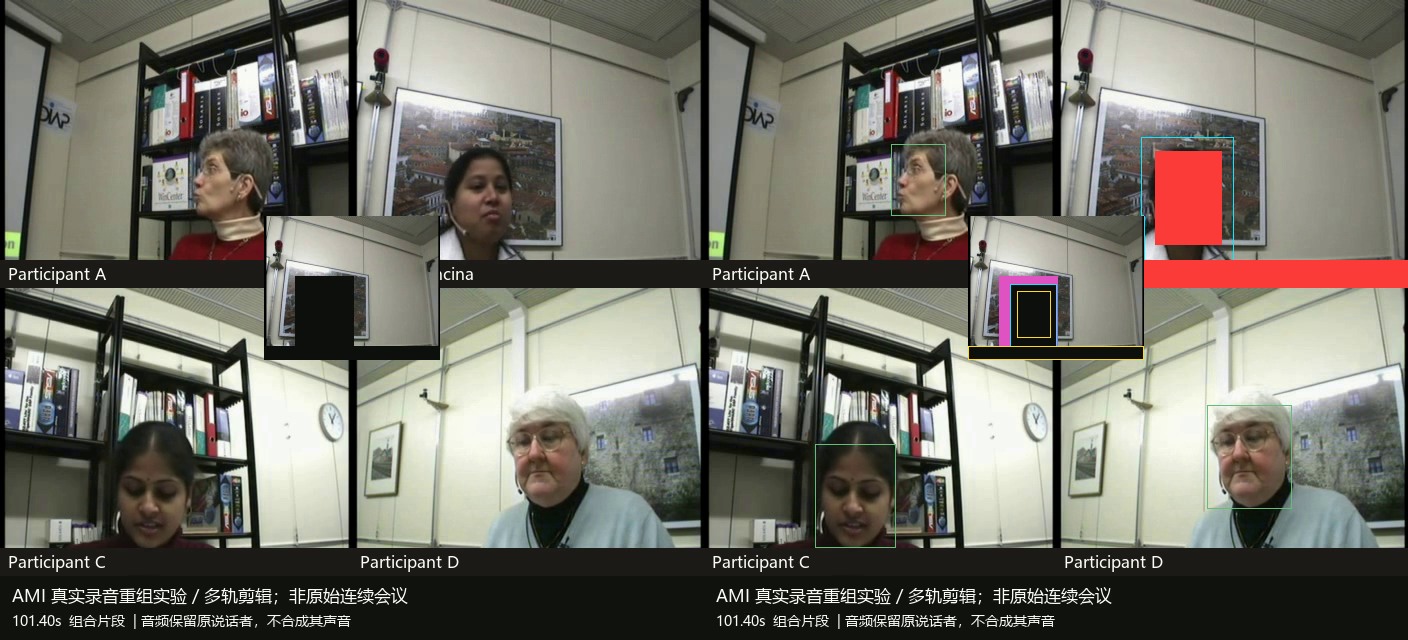 Participant A
ncina
Participant A
Participant C
Participant D
Participant C
Participant D
AMI 真实录音重组实验 / 多轨剪辑；非原始连续会议
AMI 真实录音重组实验 / 多轨剪辑；非原始连续会议
101.40s 组合片段 | 音频保留原说话者，不合成其声音
101.40s 组合片段 | 音频保留原说话者，不合成其声音